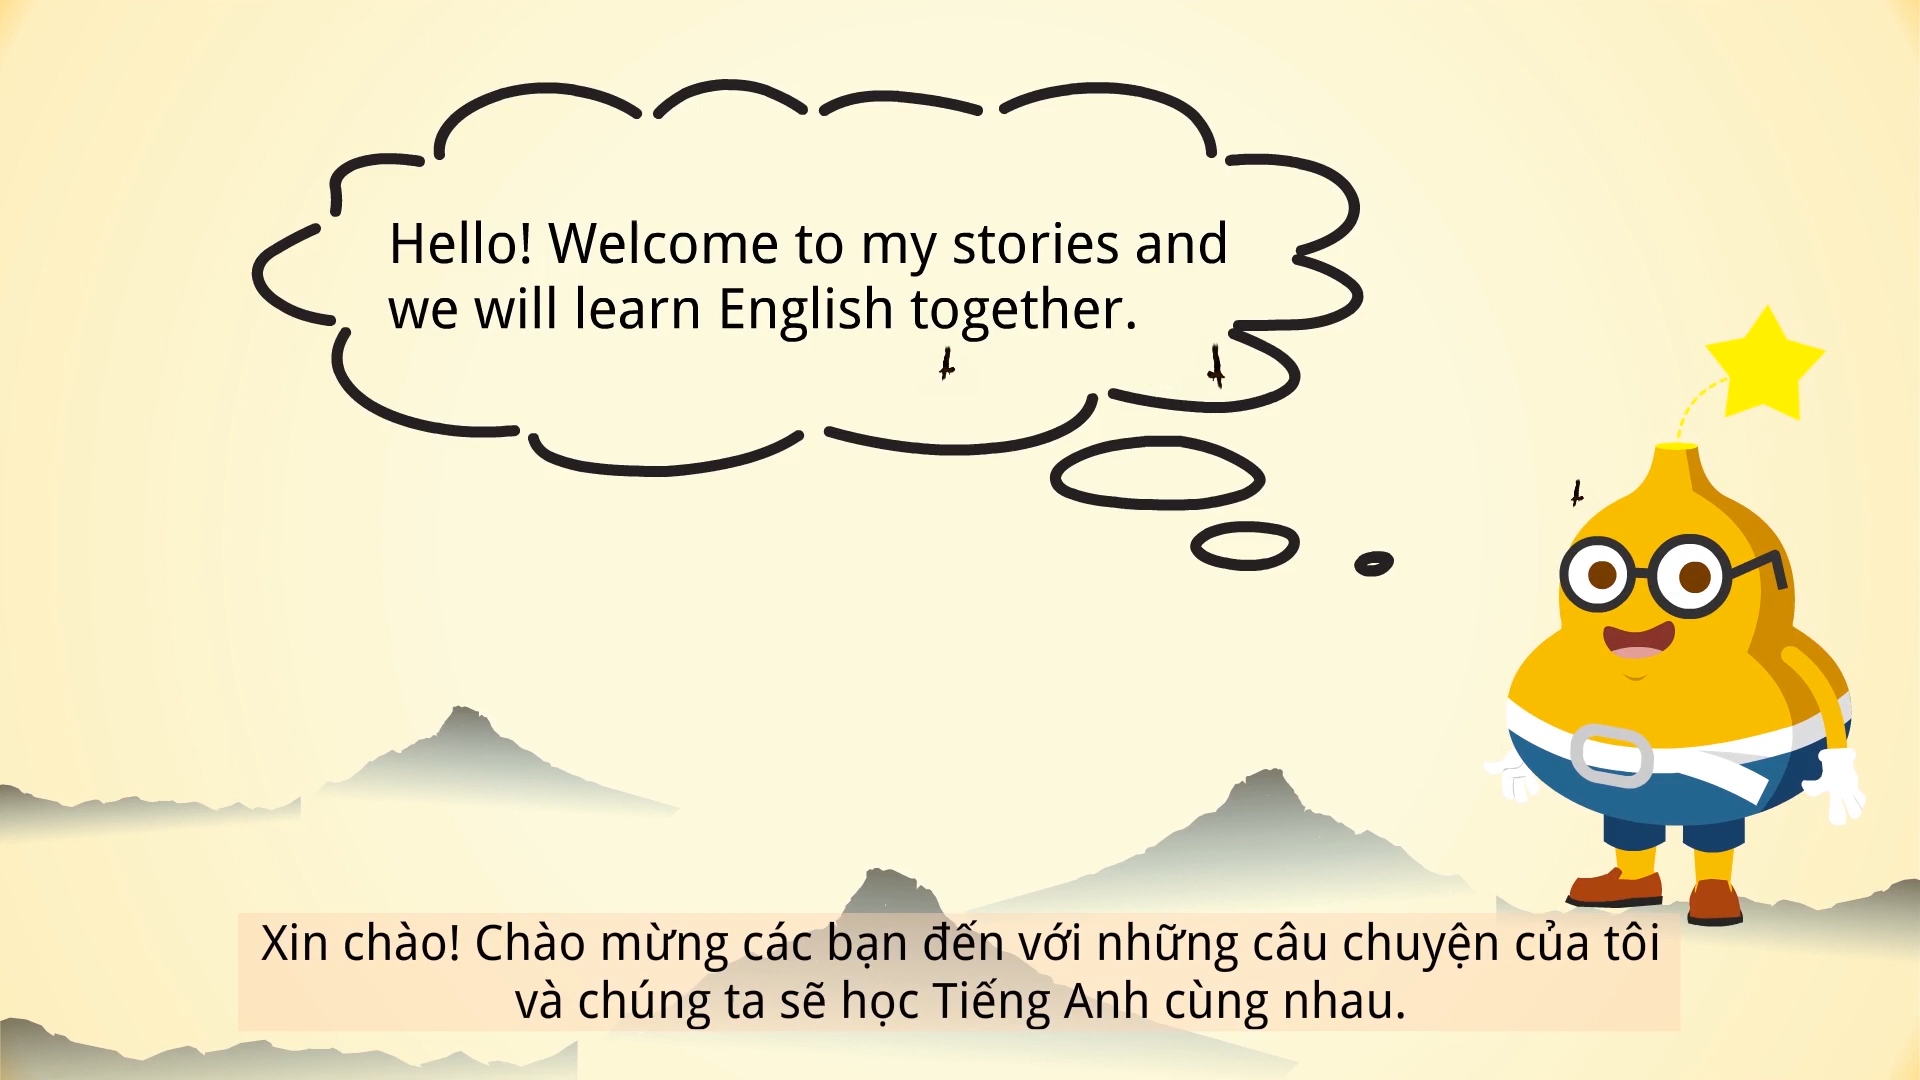 Hello! Welcome to my stories and
we will learn English together.
Xin chào! Chào mừng các bạn đến với những câu chuyện của tôi
và chúng ta sẽ học Tiếng Anh cùng nhau.